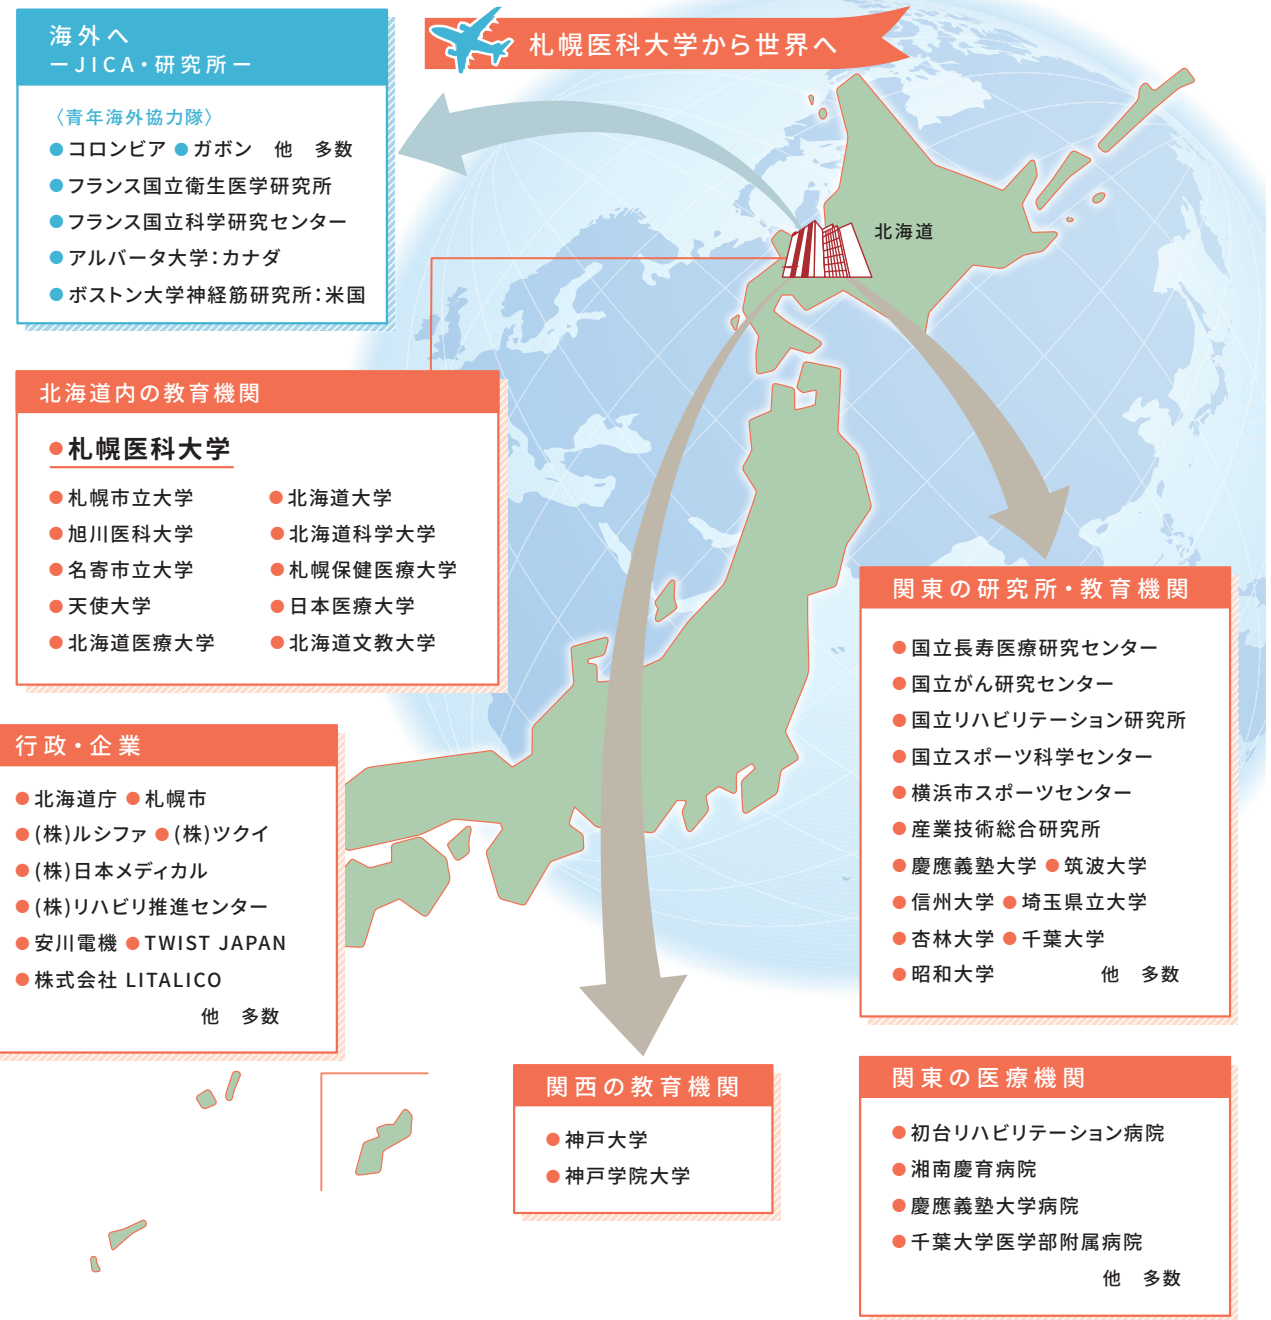 札幌医科大学から世界へ
海外へ
ーJICA・研究所ー
〈青年海外協力隊〉
●コロンビア ●ガボン　他　多数
●フランス国立衛生医学研究所
●フランス国立科学研究センター
●アルバータ大学：カナダ
●ボストン大学神経筋研究所：米国
北海道
北海道内の教育機関
●札幌医科大学
●札幌市立大学
●旭川医科大学
●名寄市立大学
●天使大学
●北海道医療大学
●北海道大学
●北海道科学大学
●札幌保健医療大学
●日本医療大学
●北海道文教大学
行政・企業
●北海道庁 ●札幌市
●(株)ルシファ ●(株)ツクイ
●(株)日本メディカル
●(株)リハビリ推進センター
●安川電機 ●TWIST JAPAN
●株式会社 LITALICO
他　多数
関東の研究所・教育機関
●国立長寿医療研究センター
●国立がん研究センター
●国立リハビリテーション研究所
●国立スポーツ科学センター
●横浜市スポーツセンター
●産業技術総合研究所
●慶應義塾大学 ●筑波大学
●信州大学 ●埼玉県立大学
●杏林大学 ●千葉大学
●昭和大学　他　多数
関西の教育機関
●神戸大学
●神戸学院大学
関東の医療機関
●初台リハビリテーション病院
●湘南慶育病院
●慶應義塾大学病院
●千葉大学医学部附属病院
他　多数